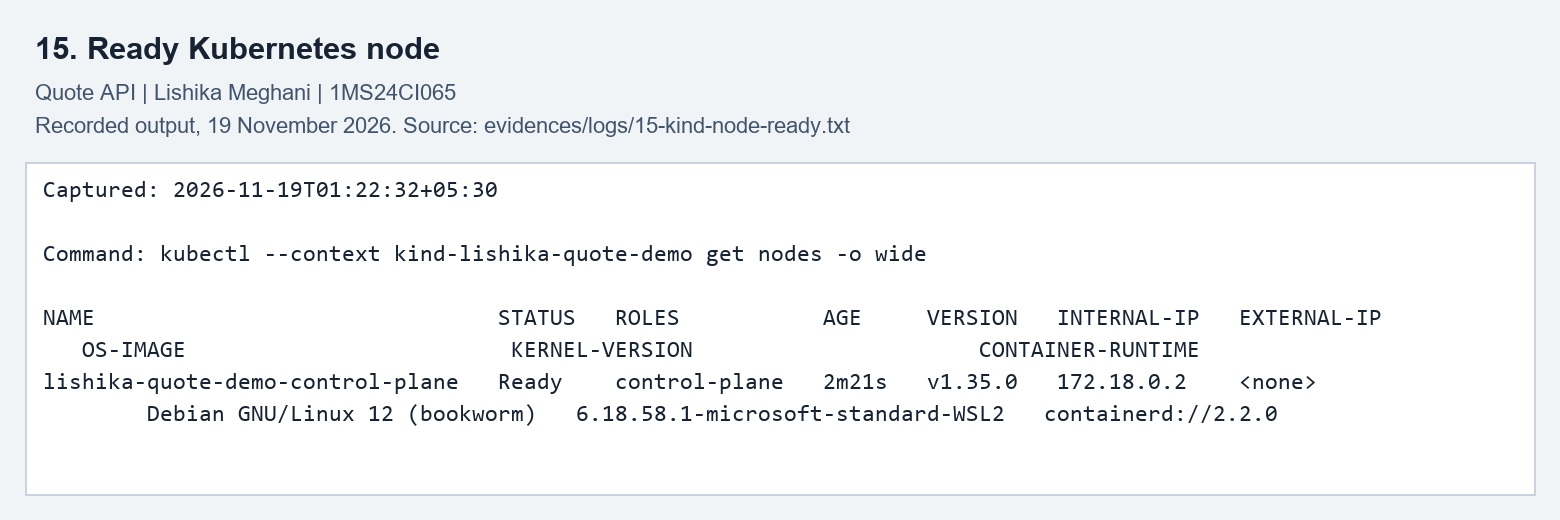 15. Ready Kubernetes node
Quote API | Lishika Meghani | 1MS24CI065
Recorded output, 19 November 2026. Source: evidences/logs/15-kind-node-ready.txt
Captured: 2026-11-19T01:22:32+05:30
Command: kubectl --context kind-lishika-quote-demo get nodes -o wide
NAME                               STATUS   ROLES           AGE     VERSION   INTERNAL-IP   EXTERNAL-IP
   OS-IMAGE                         KERNEL-VERSION                      CONTAINER-RUNTIME
lishika-quote-demo-control-plane   Ready    control-plane   2m21s   v1.35.0   172.18.0.2    <none>
        Debian GNU/Linux 12 (bookworm)   6.18.58.1-microsoft-standard-WSL2   containerd://2.2.0